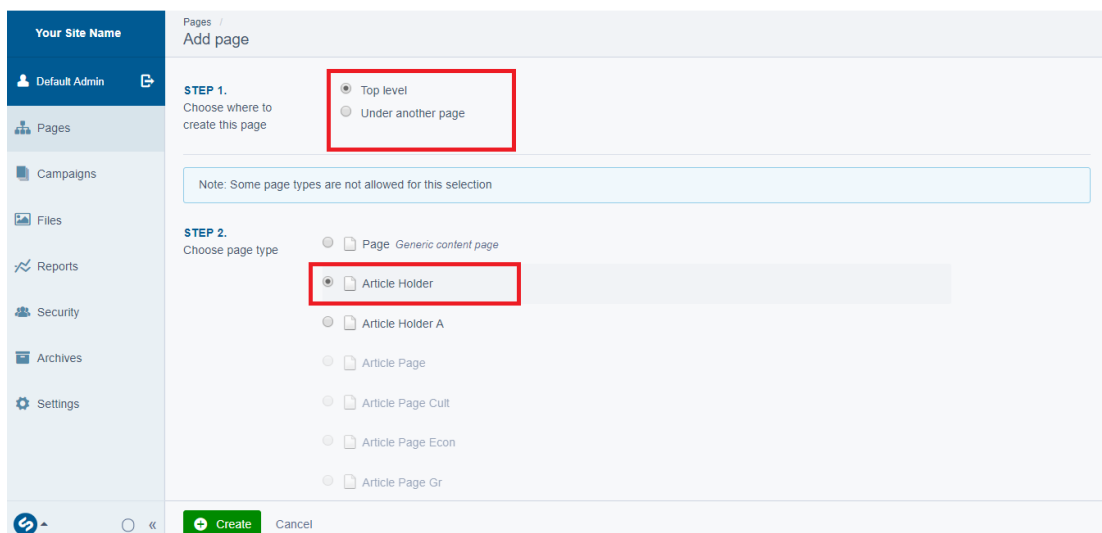 Your Site Name
Default Admin
Pages
Campaigns
Files
Reports
Security
Archives
Settings
Pages /
Add page
STEP 1.
Choose where to
create this page
Top level
Under another page
Note: Some page types are not allowed for this selection
STEP 2.
Choose page type
Page Generic content page
Article Holder
Article Holder A
Article Page
Article Page Cult
Article Page Econ
Article Page Gr
Create
Cancel